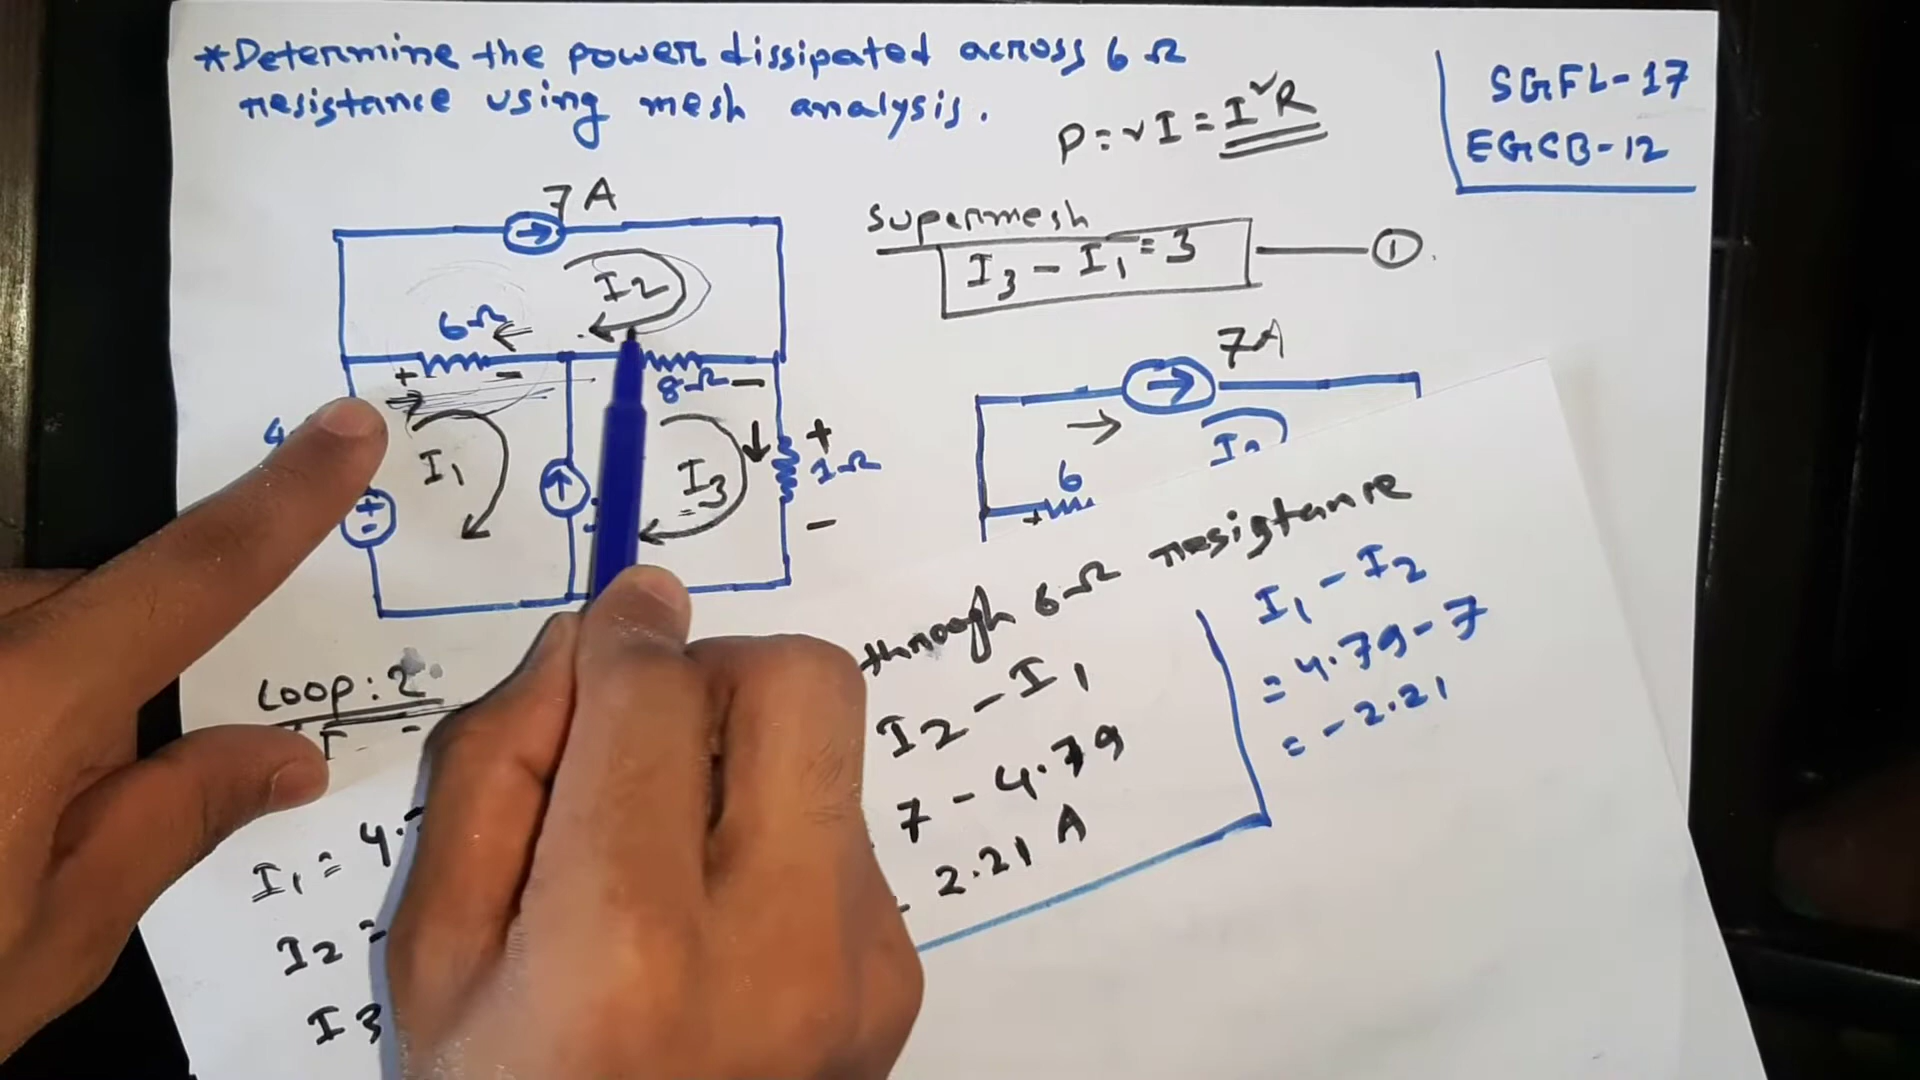 *Determine the power dissipated across 6 Ω
resistance using mesh analysis.
P = VI = I²R
SGFL-17
EGCB-12
7 A
I2
6Ω
+ -
8Ω -
I1
I3
+
1Ω
-
+
-
Supermesh
I3 - I1 = 3
1
7A
6
+
Loop: 2
I1 =
I2 =
I3
through 6Ω resistance
I2 - I1
7 - 4.79
2.21 A
I1 - I2
= 4.79 - 7
= -2.21